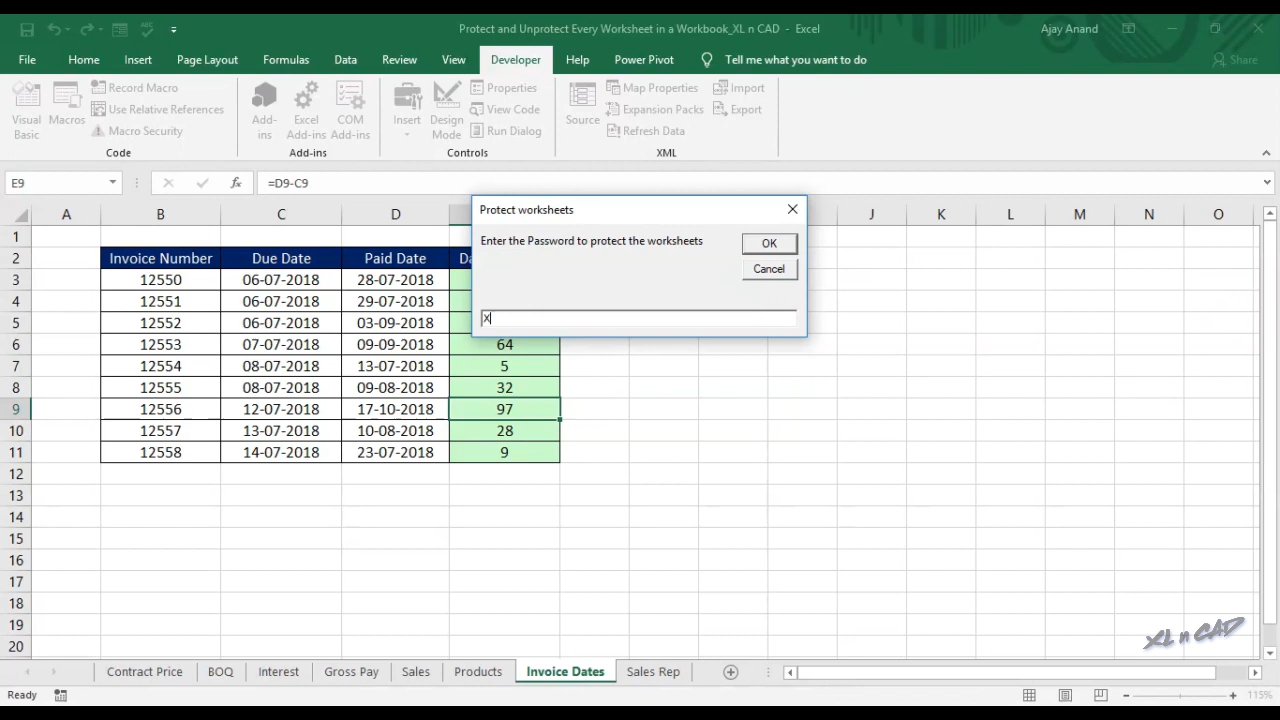 Protect and Unprotect Every Worksheet in a Workbook_XL n CAD - Excel
Ajay Anand
File Home Insert Page Layout Formulas Data Review View Developer Help Power Pivot Tell me what you want to do Share
Visual Basic
Macros
Record Macro
Use Relative References
Macro Security
Code
Add-ins
Excel Add-ins
COM Add-ins
Add-ins
Insert
Design Mode
Properties
View Code
Run Dialog
Controls
Source
Map Properties
Expansion Packs
Refresh Data
Import
Export
XML
E9 fx =D9-C9
Protect worksheets
Enter the Password to protect the worksheets
OK
Cancel
X
A B C D J K L M N O
1
2 Invoice Number Due Date Paid Date Da
3 12550 06-07-2018 28-07-2018
4 12551 06-07-2018 29-07-2018
5 12552 06-07-2018 03-09-2018
6 12553 07-07-2018 09-09-2018 64
7 12554 08-07-2018 13-07-2018 5
8 12555 08-07-2018 09-08-2018 32
9 12556 12-07-2018 17-10-2018 97
10 12557 13-07-2018 10-08-2018 28
11 12558 14-07-2018 23-07-2018 9
12
13
14
15
16
17
18
19
20
XL n CAD
Contract Price BOQ Interest Gross Pay Sales Products Invoice Dates Sales Rep
Ready 115%